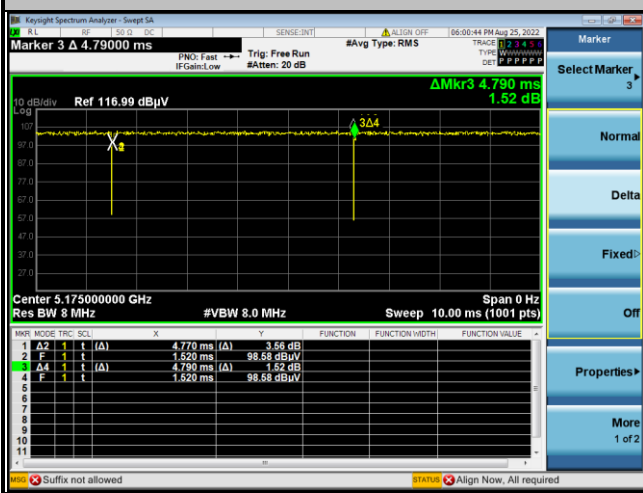 Keysight Spectrum Analyzer - Swept SA
RL RF 50 Ω DC SENSE:INT ALIGN OFF 06:00:44 PM Aug 25, 2022
Marker 3 Δ 4.79000 ms
PNO: Fast
IFGain:Low
Trig: Free Run
#Atten: 20 dB
#Avg Type: RMS
TRACE 1 2 3 4 5 6
TYPE WWWWWW
DET P P P P P P
ΔMkr3 4.790 ms
1.52 dB
10 dB/div Ref 116.99 dBµV
Log
107
97.0
87.0
77.0
67.0
57.0
47.0
37.0
27.0
3Δ4
Center 5.175000000 GHz Span 0 Hz
Res BW 8 MHz #VBW 8.0 MHz Sweep 10.00 ms (1001 pts)
MKR MODE TRC SCL X Y FUNCTION FUNCTION WIDTH FUNCTION VALUE
1 Δ2 1 t (Δ) 4.770 ms (Δ) 3.56 dB
2 F 1 t 1.520 ms 98.58 dBµV
3 Δ4 1 t (Δ) 4.790 ms (Δ) 1.52 dB
4 F 1 t 1.520 ms 98.58 dBµV
5
6
7
8
9
10
11
MSG Suffix not allowed STATUS Align Now, All required
Marker
Select Marker
3
Normal
Delta
Fixed
Off
Properties
More
1 of 2